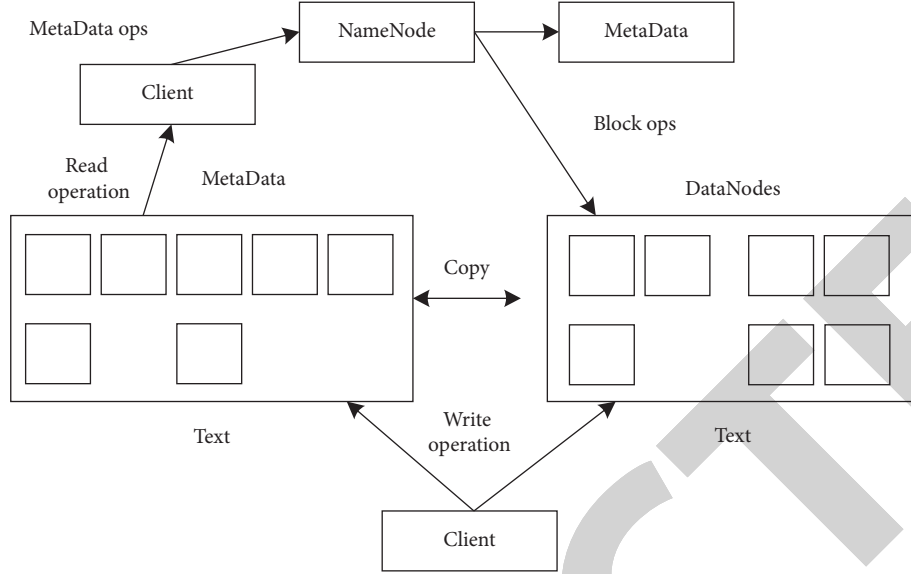 MetaData ops
NameNode
MetaData
Client
Block ops
Read
operation
MetaData
DataNodes
Copy
Text
Write
operation
Text
Client